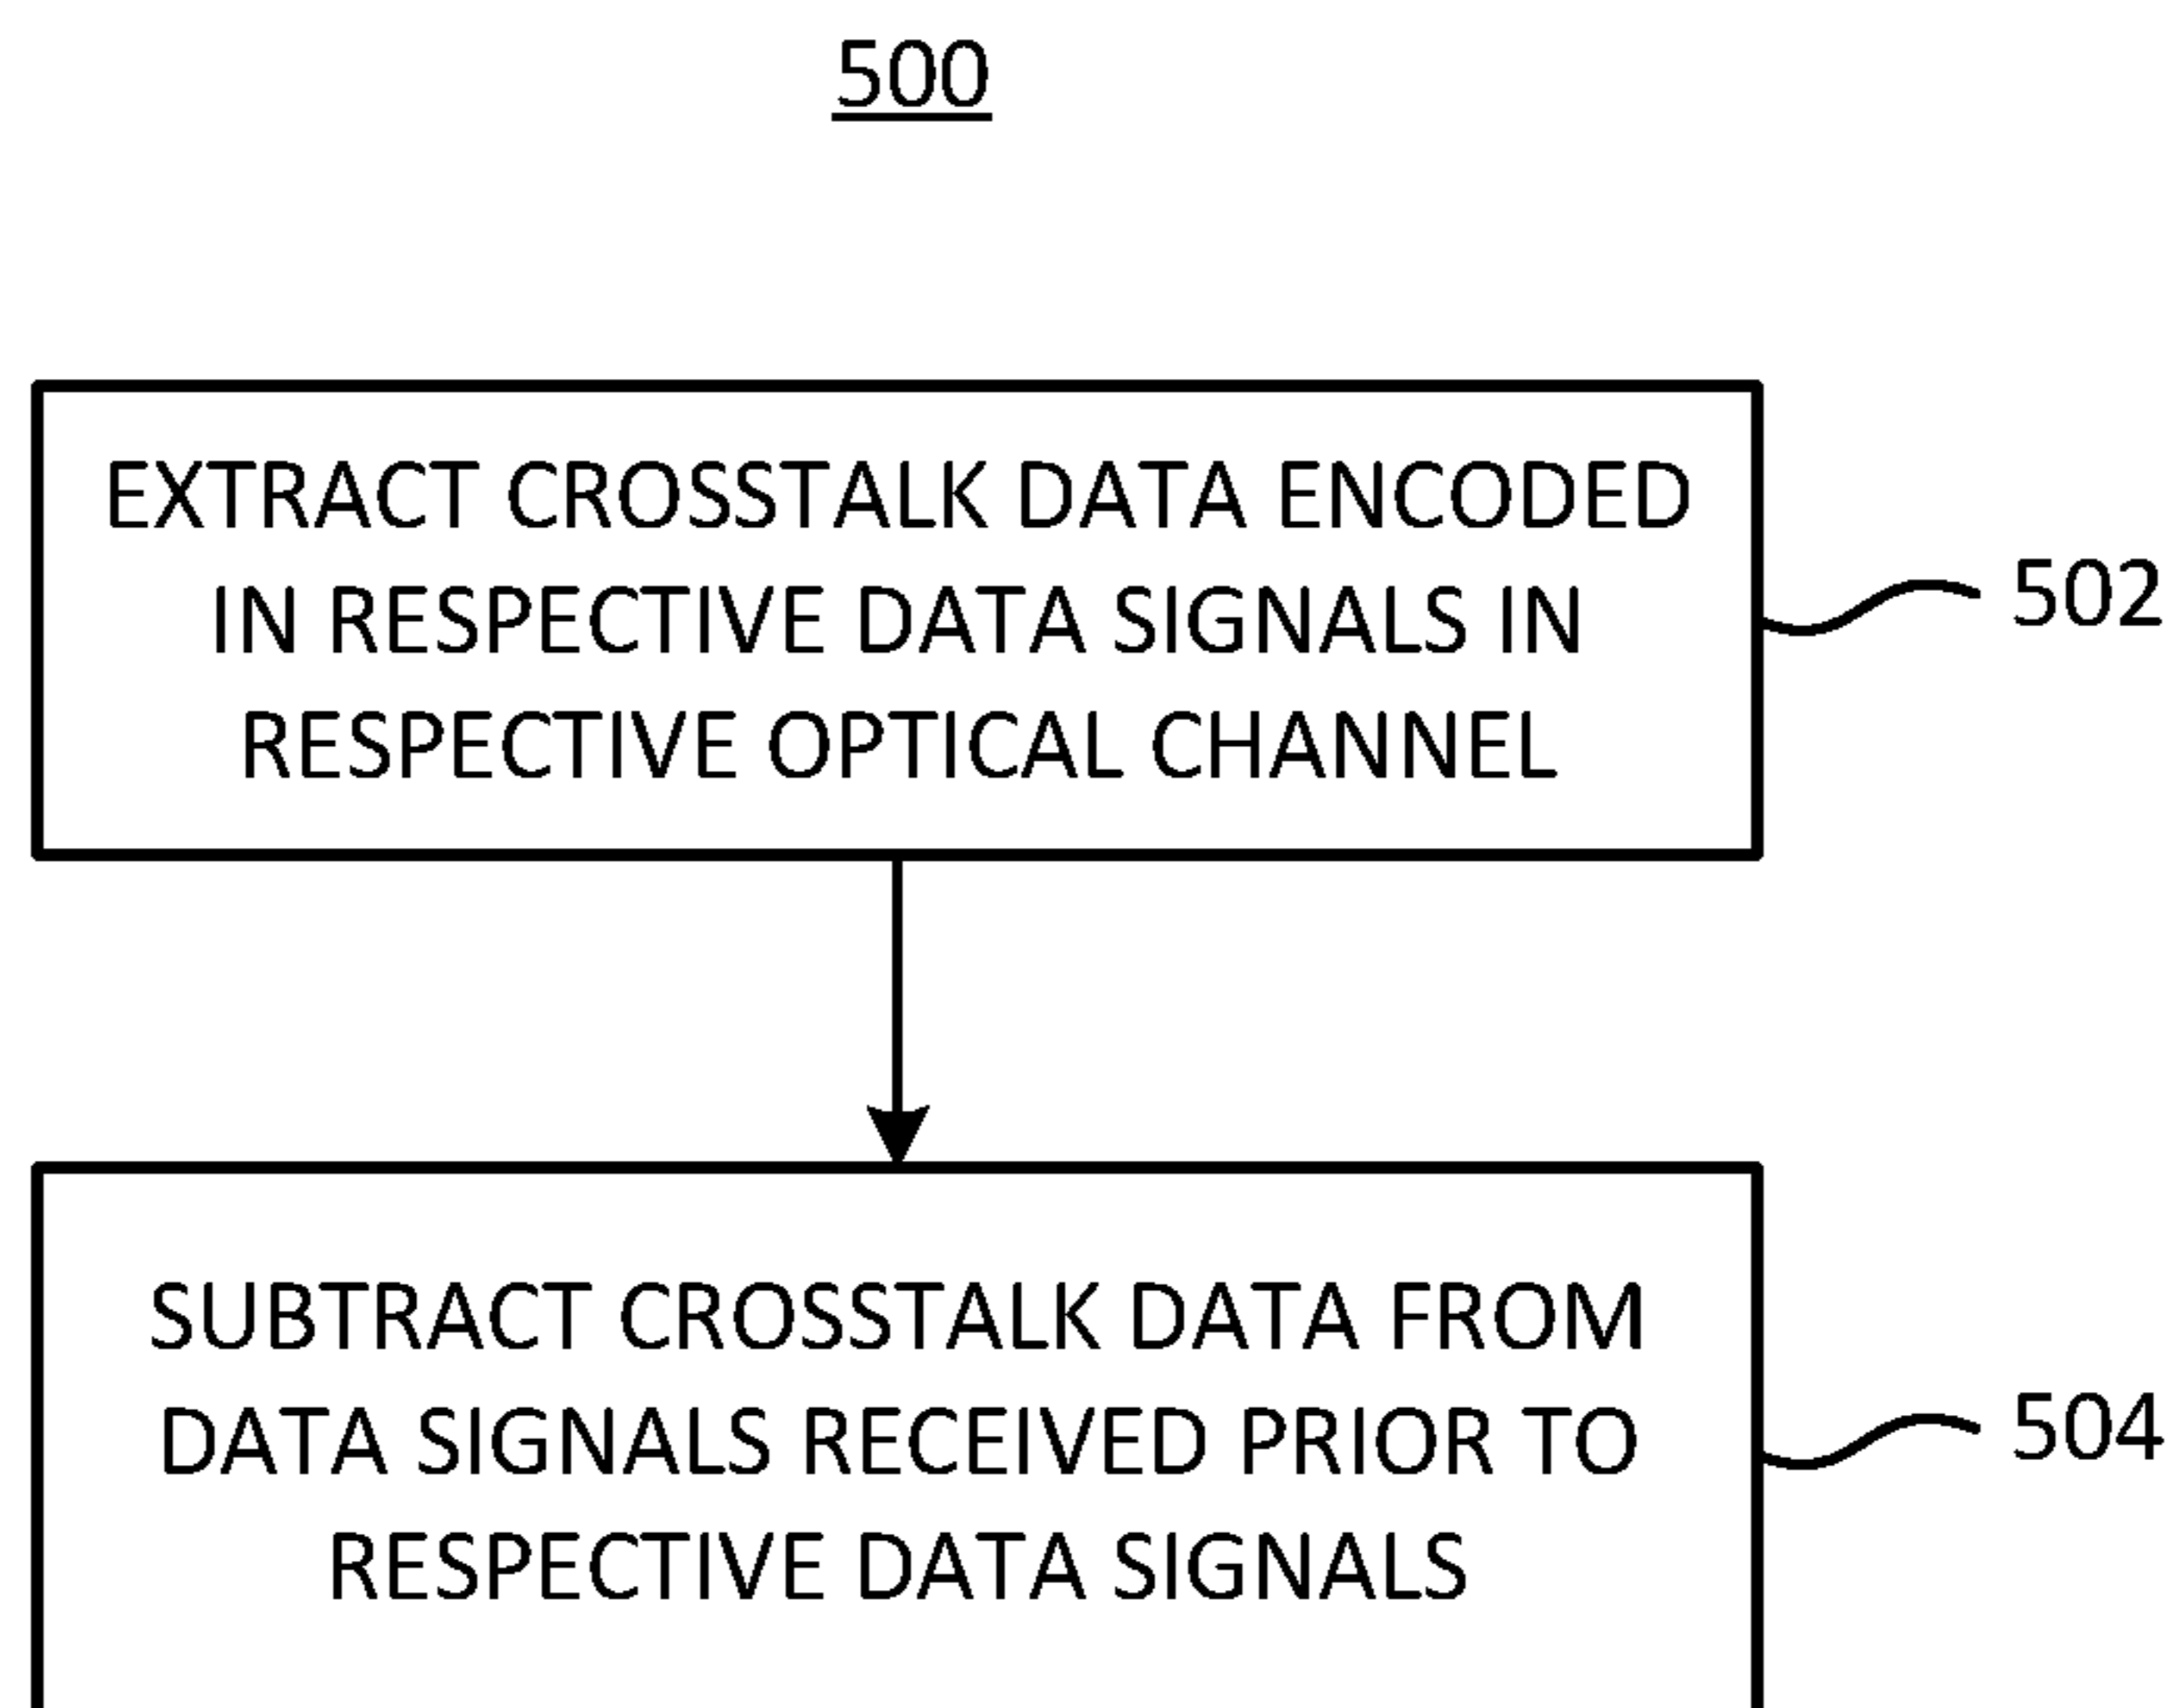 500
EXTRACT CROSSTALK DATA ENCODED
IN RESPECTIVE DATA SIGNALS IN
RESPECTIVE OPTICAL CHANNEL
502
SUBTRACT CROSSTALK DATA FROM
DATA SIGNALS RECEIVED PRIOR TO
RESPECTIVE DATA SIGNALS
504